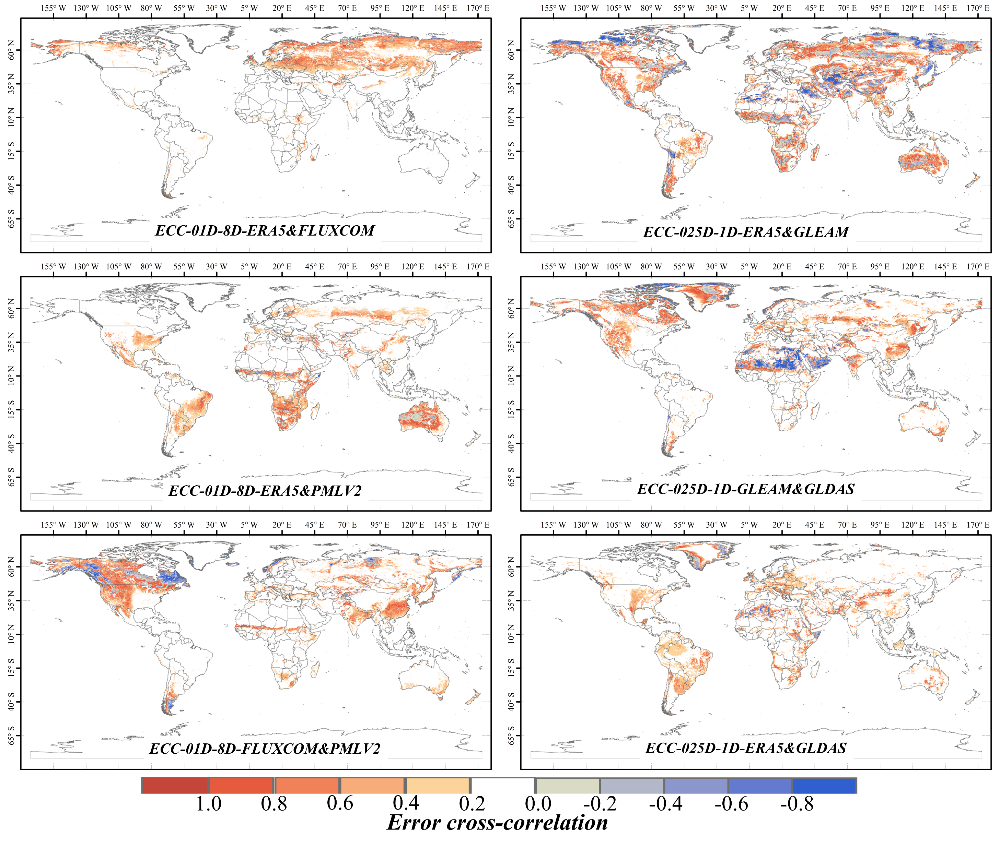 155° W 130° W 105° W 80° W 55° W 30° W 5° W 20° E 45° E 70° E 95° E 120° E 145° E 170° E
60° N
35° N
10° N
15° S
40° S
65° S
ECC-01D-8D-ERA5&FLUXCOM
155° W 130° W 105° W 80° W 55° W 30° W 5° W 20° E 45° E 70° E 95° E 120° E 145° E 170° E
60° N
35° N
10° N
15° S
40° S
65° S
ECC-025D-1D-ERA5&GLEAM
155° W 130° W 105° W 80° W 55° W 30° W 5° W 20° E 45° E 70° E 95° E 120° E 145° E 170° E
60° N
35° N
10° N
15° S
40° S
65° S
ECC-01D-8D-ERA5&PMLV2
155° W 130° W 105° W 80° W 55° W 30° W 5° W 20° E 45° E 70° E 95° E 120° E 145° E 170° E
60° N
35° N
10° N
15° S
40° S
65° S
ECC-025D-1D-GLEAM&GLDAS
155° W 130° W 105° W 80° W 55° W 30° W 5° W 20° E 45° E 70° E 95° E 120° E 145° E 170° E
60° N
35° N
10° N
15° S
40° S
65° S
ECC-01D-8D-FLUXCOM&PMLV2
155° W 130° W 105° W 80° W 55° W 30° W 5° W 20° E 45° E 70° E 95° E 120° E 145° E 170° E
60° N
35° N
10° N
15° S
40° S
65° S
ECC-025D-1D-ERA5&GLDAS
1.0 0.8 0.6 0.4 0.2 0.0 -0.2 -0.4 -0.6 -0.8
Error cross-correlation